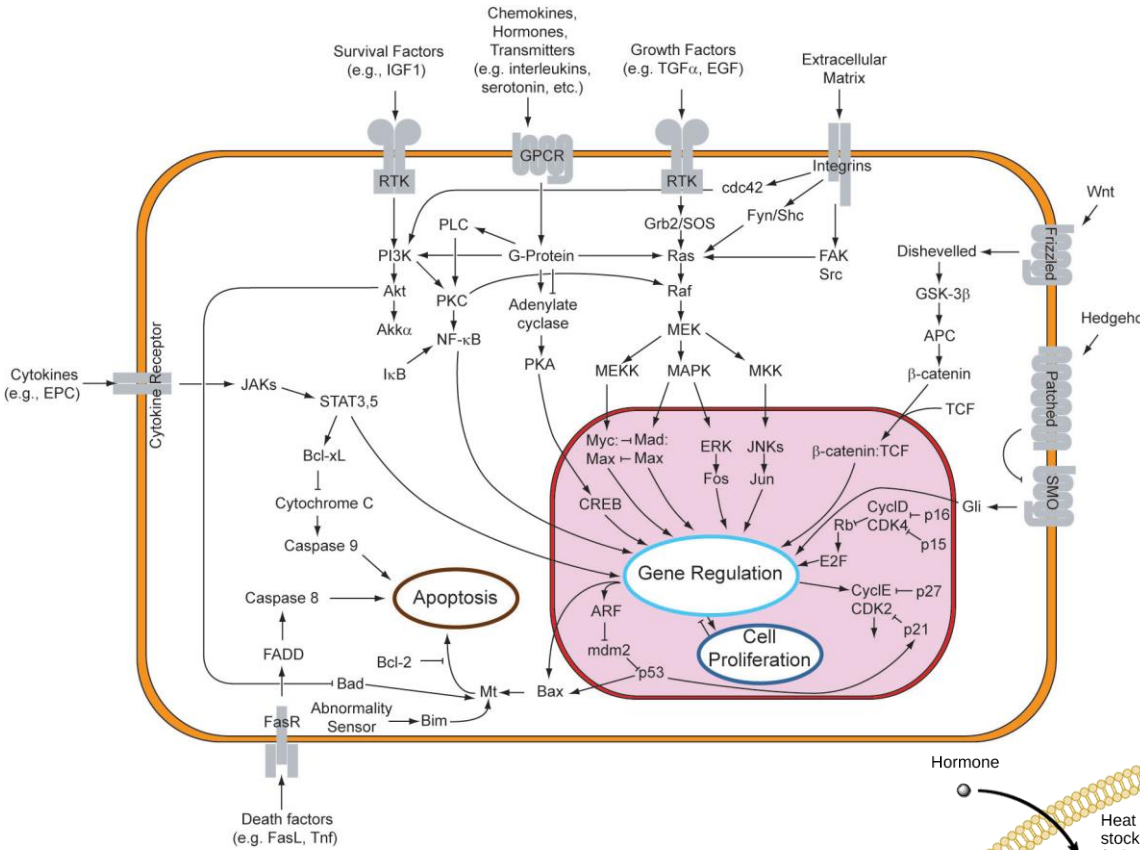 Chemokines,
Hormones,
Transmitters
(e.g. interleukins,
serotonin, etc.)
Survival Factors
(e.g., IGF1)
Growth Factors
(e.g. TGFα, EGF)
Extracellular
Matrix
GPCR
RTK
RTK
Integrins
cdc42
Wnt
Fyn/Shc
Grb2/SOS
PLC
Frizzled
Dishevelled
PI3K
G-Protein
Ras
FAK
Src
Akt
PKC
Adenylate
cyclase
Raf
GSK-3β
Hedgeho
Akkα
NF-κB
MEK
APC
IκB
PKA
MEKK
MAPK
MKK
β-catenin
Patched
Cytokines
(e.g., EPC)
Cytokine Receptor
JAKs
STAT3,5
TCF
Myc:
Mad:
Max
Max
ERK
JNKs
β-catenin:TCF
Bcl-xL
Fos
Jun
SMO
Cytochrome C
CREB
Gli
CyclD
p16
Rb
CDK4
p15
Caspase 9
E2F
Gene Regulation
Caspase 8
Apoptosis
CyclE
p27
CDK2
ARF
p21
FADD
mdm2
Cell
Proliferation
Bcl-2
p53
Bad
Mt
Bax
Abnormality
Sensor
Bim
FasR
Death factors
(e.g. FasL, Tnf)
Hormone
Heat
stock